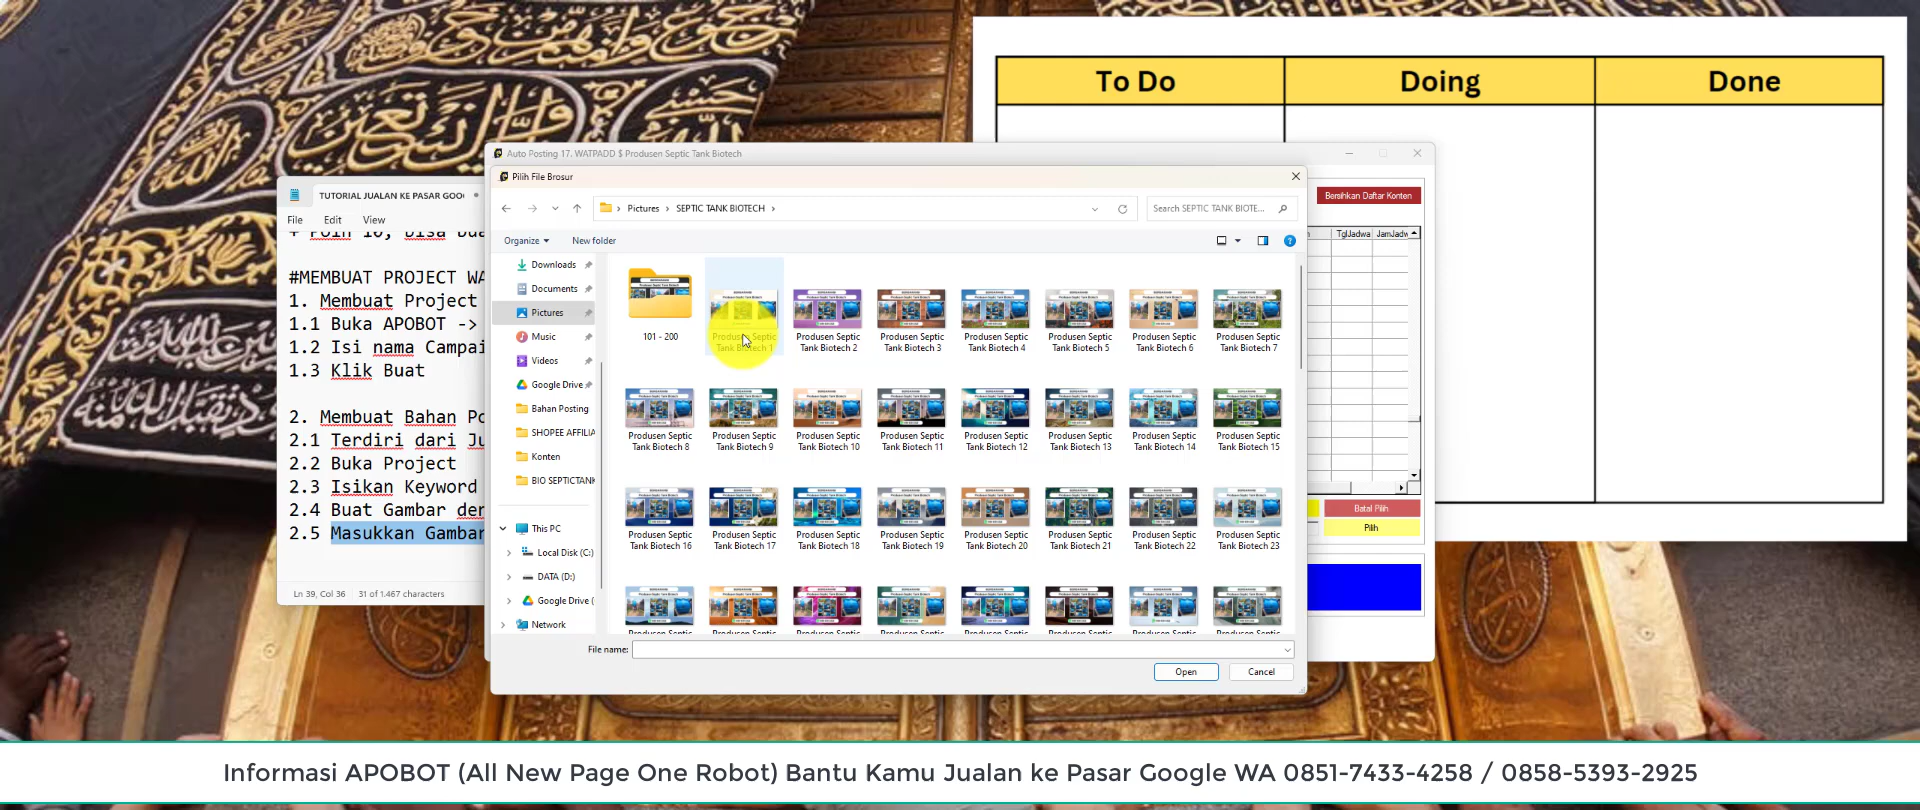 To Do
Doing
Done
Auto Posting 17. WATPADD $ Produsen Septic Tank Biotech
Pilih File Brosur
Bersihkan Daftar Konten
TUTORIAL JUALAN KE PASAR GOO
File Edit View
Pictures > SEPTIC TANK BIOTECH >
Search SEPTIC TANK BIOTE...
Organize
New folder
TglJadwa
JamJadw
#MEMBUAT PROJECT WA
1. Membuat Project
1.1 Buka APOBOT ->
1.2 Isi nama Campai
1.3 Klik Buat
2. Membuat Bahan Po
2.1 Terdiri dari Ju
2.2 Buka Project
2.3 Isikan Keyword
2.4 Buat Gambar den
2.5 Masukkan Gambar
Ln 39, Col 36
31 of 1.467 characters
Downloads
Documents
Pictures
Music
Videos
Google Drive
Bahan Posting
SHOPEE AFFILIA
Konten
BIO SEPTICTANK
This PC
Local Disk (C:)
DATA (D:)
Google Drive (
Network
101 - 200
Produsen Septic Tank Biotech 1
Produsen Septic Tank Biotech 2
Produsen Septic Tank Biotech 3
Produsen Septic Tank Biotech 4
Produsen Septic Tank Biotech 5
Produsen Septic Tank Biotech 6
Produsen Septic Tank Biotech 7
Produsen Septic Tank Biotech 8
Produsen Septic Tank Biotech 9
Produsen Septic Tank Biotech 10
Produsen Septic Tank Biotech 11
Produsen Septic Tank Biotech 12
Produsen Septic Tank Biotech 13
Produsen Septic Tank Biotech 14
Produsen Septic Tank Biotech 15
Produsen Septic Tank Biotech 16
Produsen Septic Tank Biotech 17
Produsen Septic Tank Biotech 18
Produsen Septic Tank Biotech 19
Produsen Septic Tank Biotech 20
Produsen Septic Tank Biotech 21
Produsen Septic Tank Biotech 22
Produsen Septic Tank Biotech 23
Batal Pilih
Pilih
File name:
Open
Cancel
Informasi APOBOT (All New Page One Robot) Bantu Kamu Jualan ke Pasar Google WA 0851-7433-4258 / 0858-5393-2925